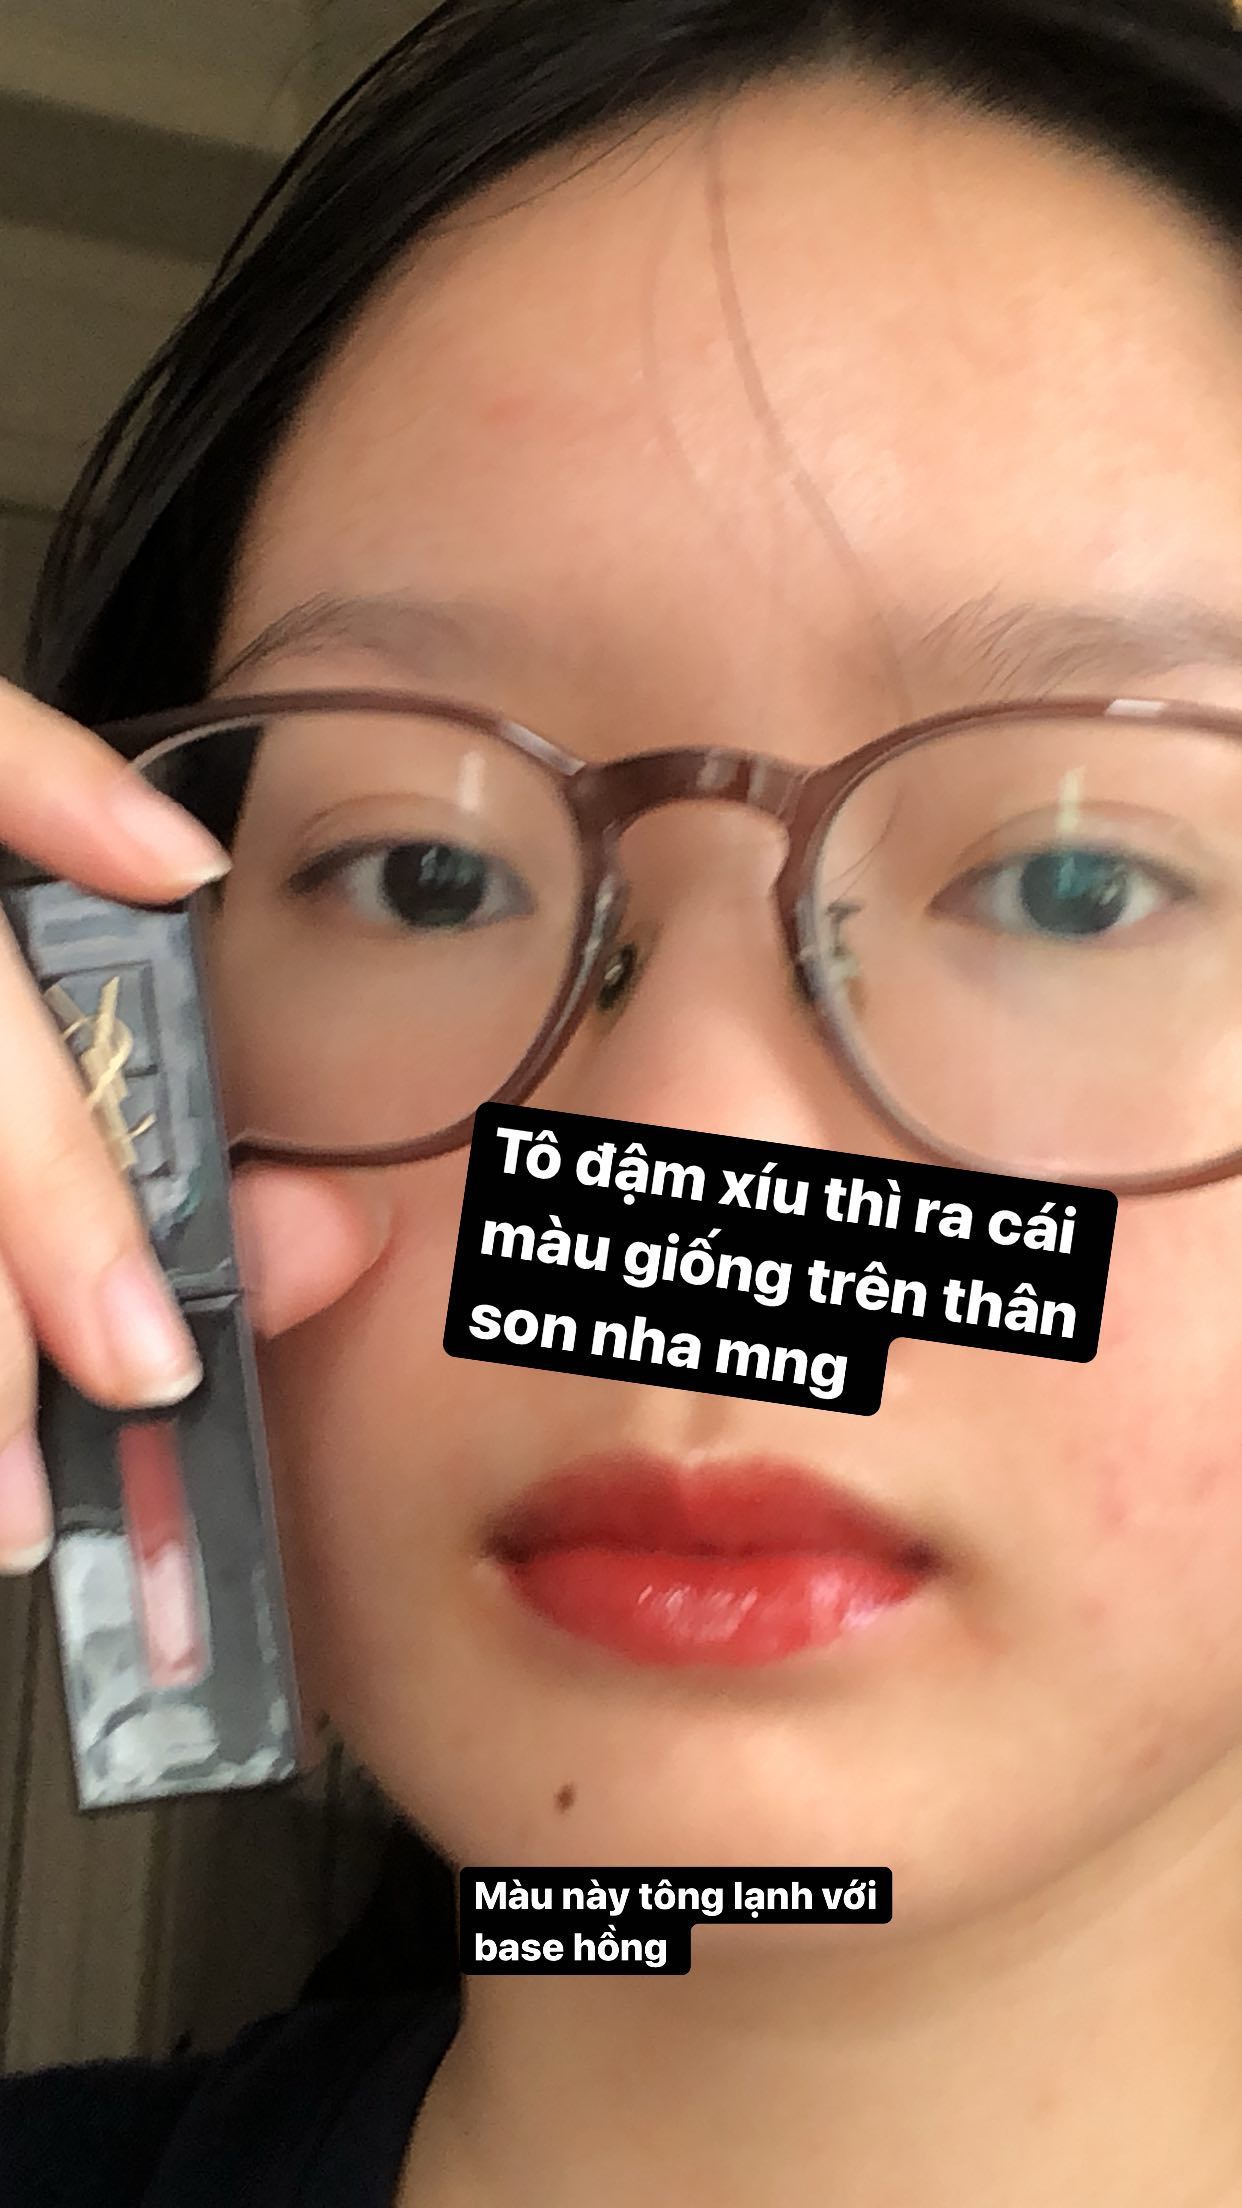 Tô đậm xíu thì ra cái
màu giống trên thân
son nha mng
Màu này tông lạnh với
base hồng